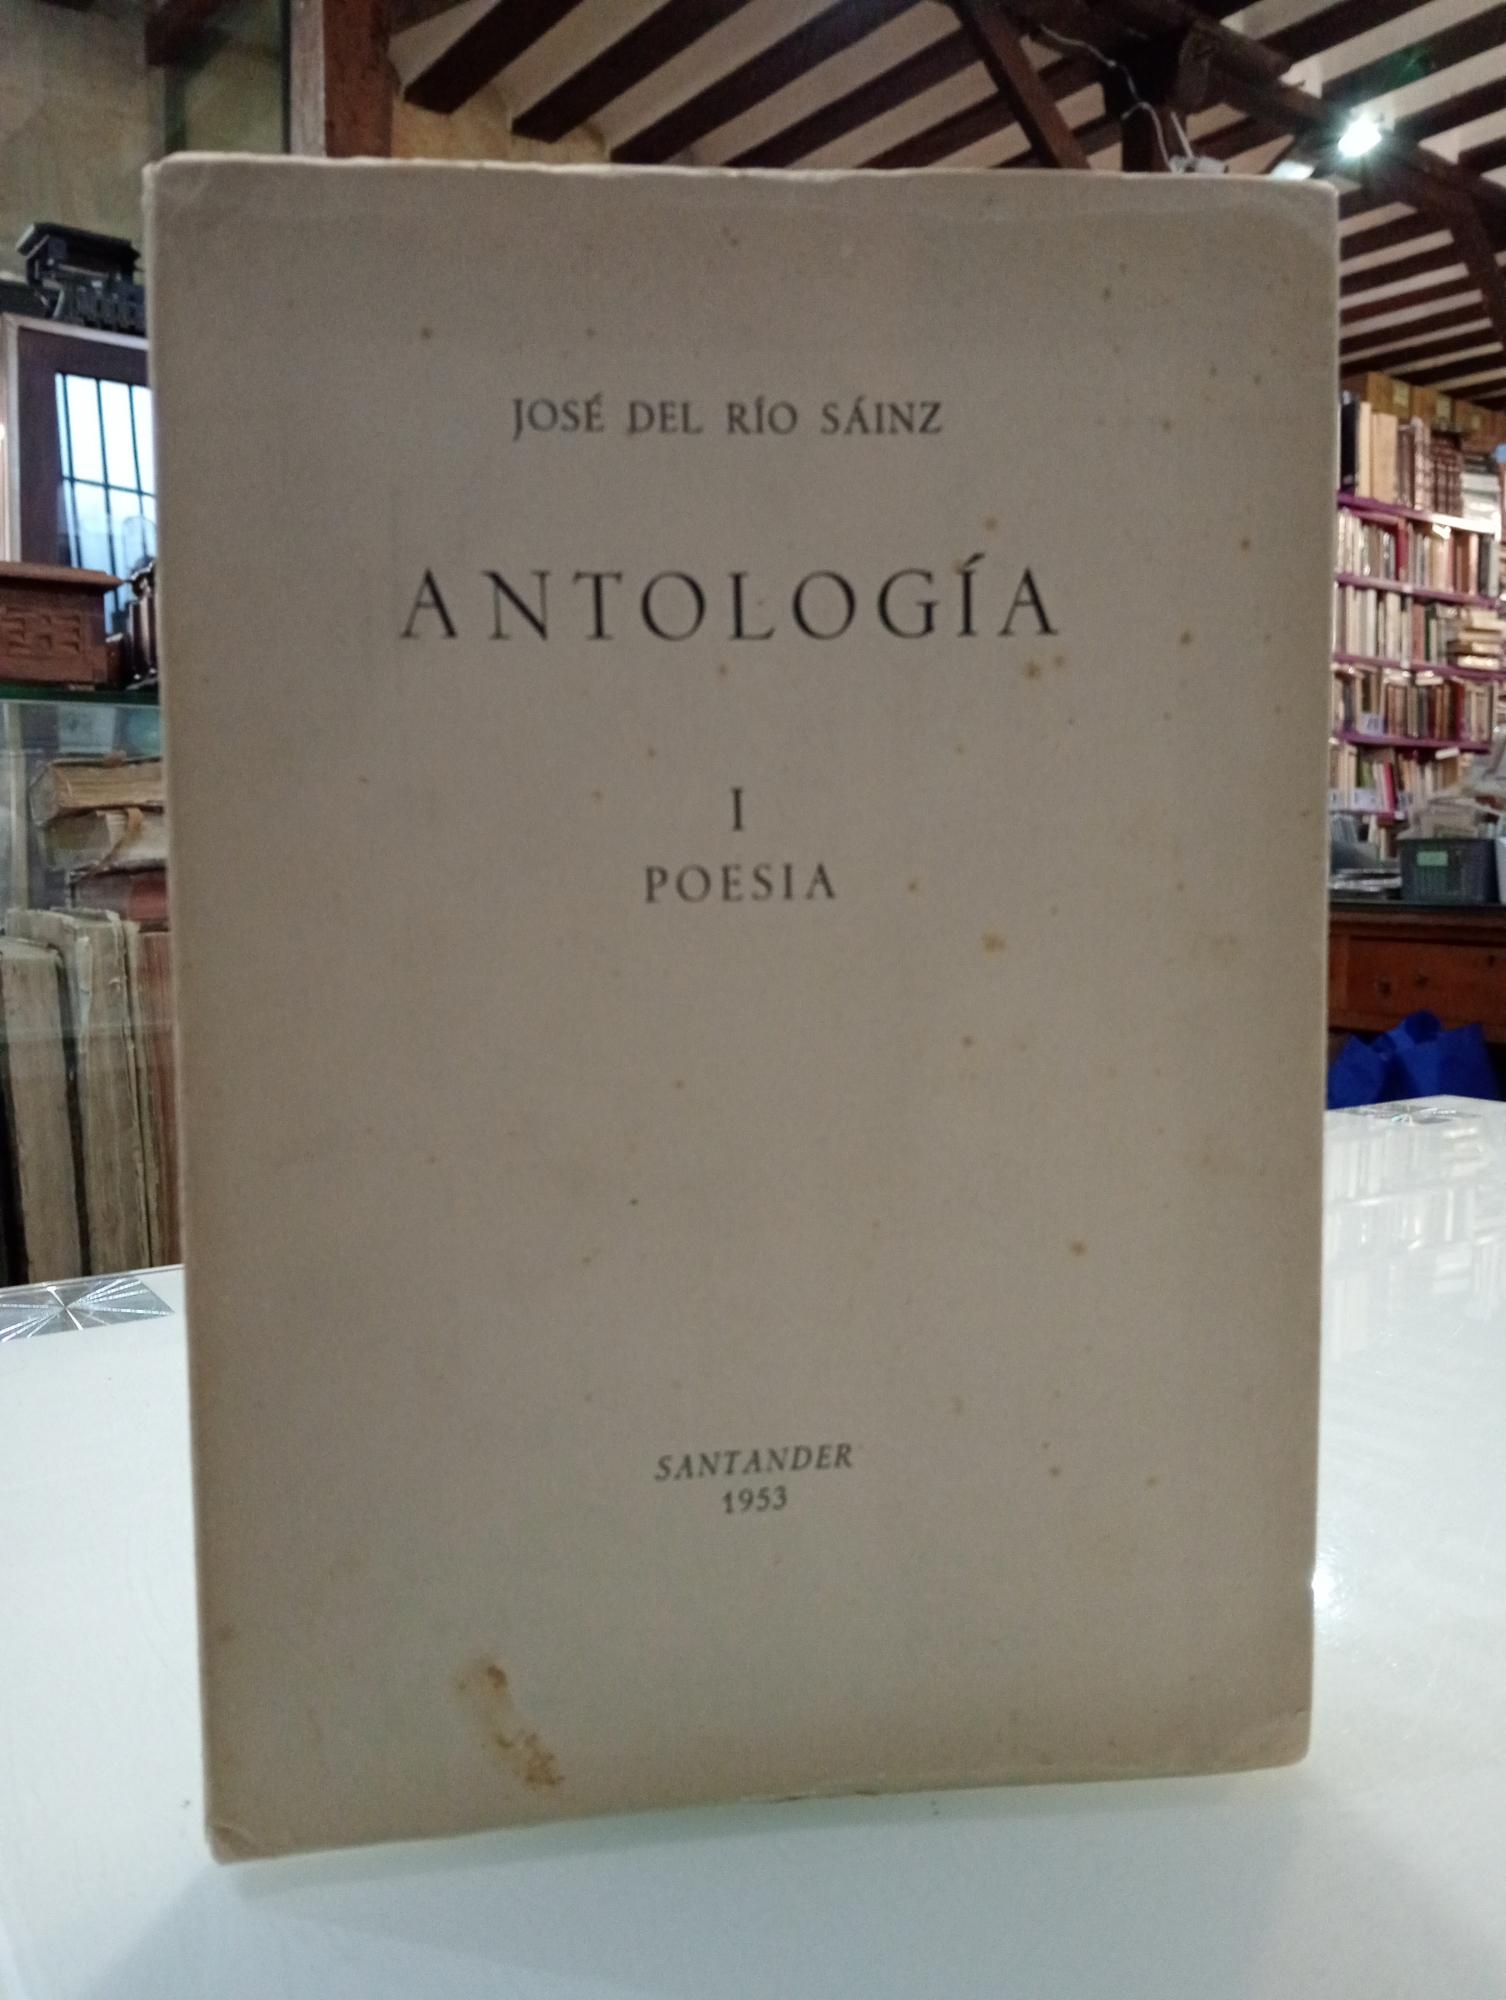 JOSÉ DEL RÍO SÁINZ
ANTOLOGÍA
I
POESIA
SANTANDER
1953